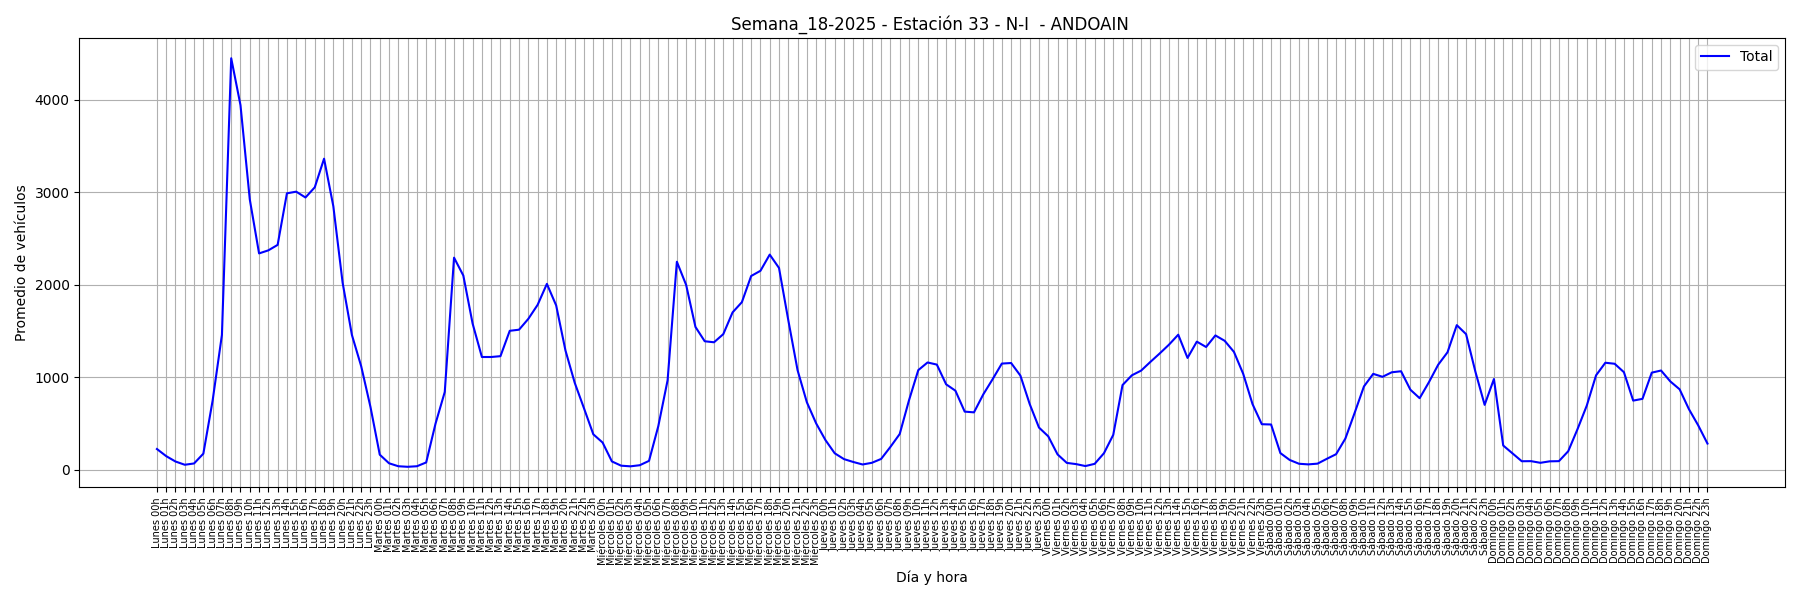 Semana_18-2025 - Estación 33 - N-I - ANDOAIN
Total
Promedio de vehículos
4000
3000
2000
1000
0
Lunes 00h
Lunes 01h
Lunes 02h
Lunes 03h
Lunes 04h
Lunes 05h
Lunes 06h
Lunes 07h
Lunes 08h
Lunes 09h
Lunes 10h
Lunes 11h
Lunes 12h
Lunes 13h
Lunes 14h
Lunes 15h
Lunes 16h
Lunes 17h
Lunes 18h
Lunes 19h
Lunes 20h
Lunes 21h
Lunes 22h
Lunes 23h
Martes 00h
Martes 01h
Martes 02h
Martes 03h
Martes 04h
Martes 05h
Martes 06h
Martes 07h
Martes 08h
Martes 09h
Martes 10h
Martes 11h
Martes 12h
Martes 13h
Martes 14h
Martes 15h
Martes 16h
Martes 17h
Martes 18h
Martes 19h
Martes 20h
Martes 21h
Martes 22h
Martes 23h
Miércoles 00h
Miércoles 01h
Miércoles 02h
Miércoles 03h
Miércoles 04h
Miércoles 05h
Miércoles 06h
Miércoles 07h
Miércoles 08h
Miércoles 09h
Miércoles 10h
Miércoles 11h
Miércoles 12h
Miércoles 13h
Miércoles 14h
Miércoles 15h
Miércoles 16h
Miércoles 17h
Miércoles 18h
Miércoles 19h
Miércoles 20h
Miércoles 21h
Miércoles 22h
Miércoles 23h
Jueves 00h
Jueves 01h
Jueves 02h
Jueves 03h
Jueves 04h
Jueves 05h
Jueves 06h
Jueves 07h
Jueves 08h
Jueves 09h
Jueves 10h
Jueves 11h
Jueves 12h
Jueves 13h
Jueves 14h
Jueves 15h
Jueves 16h
Jueves 17h
Jueves 18h
Jueves 19h
Jueves 20h
Jueves 21h
Jueves 22h
Jueves 23h
Viernes 00h
Viernes 01h
Viernes 02h
Viernes 03h
Viernes 04h
Viernes 05h
Viernes 06h
Viernes 07h
Viernes 08h
Viernes 09h
Viernes 10h
Viernes 11h
Viernes 12h
Viernes 13h
Viernes 14h
Viernes 15h
Viernes 16h
Viernes 17h
Viernes 18h
Viernes 19h
Viernes 20h
Viernes 21h
Viernes 22h
Viernes 23h
Sábado 00h
Sábado 01h
Sábado 02h
Sábado 03h
Sábado 04h
Sábado 05h
Sábado 06h
Sábado 07h
Sábado 08h
Sábado 09h
Sábado 10h
Sábado 11h
Sábado 12h
Sábado 13h
Sábado 14h
Sábado 15h
Sábado 16h
Sábado 17h
Sábado 18h
Sábado 19h
Sábado 20h
Sábado 21h
Sábado 22h
Sábado 23h
Domingo 00h
Domingo 01h
Domingo 02h
Domingo 03h
Domingo 04h
Domingo 05h
Domingo 06h
Domingo 07h
Domingo 08h
Domingo 09h
Domingo 10h
Domingo 11h
Domingo 12h
Domingo 13h
Domingo 14h
Domingo 15h
Domingo 16h
Domingo 17h
Domingo 18h
Domingo 19h
Domingo 20h
Domingo 21h
Domingo 22h
Domingo 23h
Día y hora